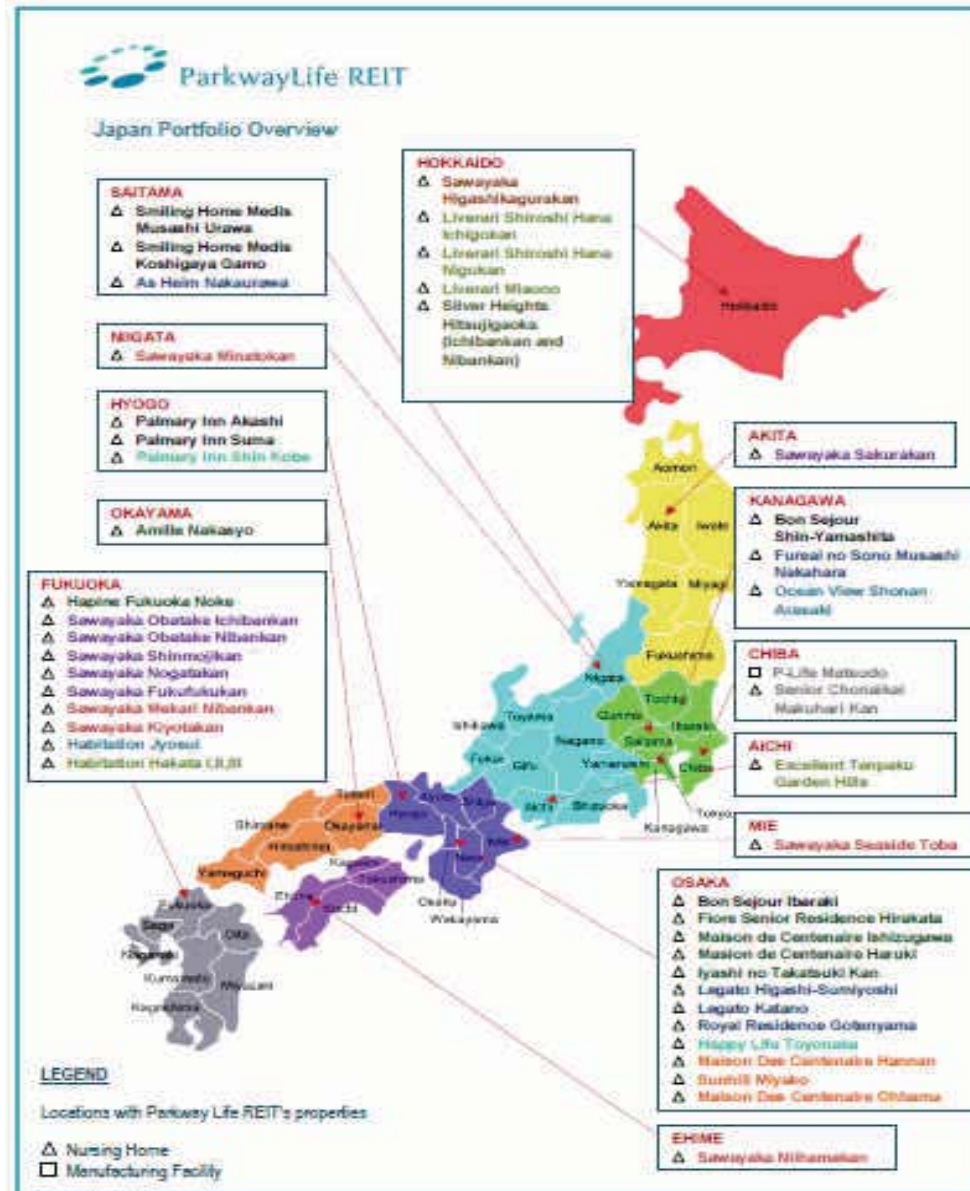 ParkwayLife REIT
Japan Portfolio Overview
SAITAMA
Δ Smiling Home Medis
Musashi Urawa
Δ Smiling Home Medis
Koshigaya Gamo
Δ As Heim Nakaurawa
NIIGATA
Δ Sawayaka Minatokan
HYOGO
Δ Palmary Inn Akashi
Δ Palmary Inn Suma
Δ Palmary Inn Shin Kobe
OKAYAMA
Δ Amille Nakasyo
FUKUOKA
Δ Hapine Fukuoka Noke
Δ Sawayaka Obatake Ichibankan
Δ Sawayaka Obatake Nibankan
Δ Sawayaka Shinmojikan
Δ Sawayaka Nogatakan
Δ Sawayaka Fukufukukan
Δ Sawayaka Mekari Nibankan
Δ Sawayaka Kiyotakan
Δ Habitation Jyosui
Δ Habitation Hakata I,II,III
HOKKAIDO
Δ Sawayaka
Higashikagurakan
Δ Liverari Shiroshi Hana
Ichigokan
Δ Liverari Shiroshi Hana
Nigukan
Δ Liverari Misono
Δ Silver Heights
Hitsujigaoka
(Ichibankan and
Nibankan)
Hokkaido
AKITA
Δ Sawayaka Sakurakan
KANAGAWA
Δ Bon Sejour
Shin-Yamashita
Δ Fureai no Sono Musashi
Nakahara
Δ Ocean View Shonan
Arasaki
CHIBA
□ P-Life Matsudo
Δ Senior Chonaikai
Makuhari Kan
AICHI
Δ Excellent Tenpaku
Garden Hills
MIE
Δ Sawayaka Seaside Toba
OSAKA
Δ Bon Sejour Ibaraki
Δ Fiore Senior Residence Hirakata
Δ Maison de Centenaire Ishizugawa
Δ Masion de Centenaire Haruki
Δ Iyashi no Takatsuki Kan
Δ Legato Higashi-Sumiyoshi
Δ Legato Katano
Δ Royal Residence Gotenyama
Δ Happy Life Toyonaka
Δ Maison Des Centenaire Hannan
Δ Sunhill Miyako
Δ Maison Des Centenaire Ohhama
EHIME
Δ Sawayaka Niihamakan
Aomori
Akita Iwate
Yamagata Miyagi
Fukushima
Niigata
Tochigi
Gunma Ibaraki
Toyama
Ishikawa
Nagano Saitama
Fukui Gifu
Yamanashi Chiba
Aichi Shizuoka
Tokyo
Kanagawa
Tottori Kyoto Shiga
Shimane Okayama Hyogo
Hiroshima Mie
Nara
Yamaguchi
Kagawa
Tokushima
Ehime Kochi
Osaka
Wakayama
Fukuoka
Saga Oita
Nagasaki
Kumamoto Miyazaki
Kagoshima
LEGEND
Locations with Parkway Life REIT's properties
Δ Nursing Home
□ Manufacturing Facility